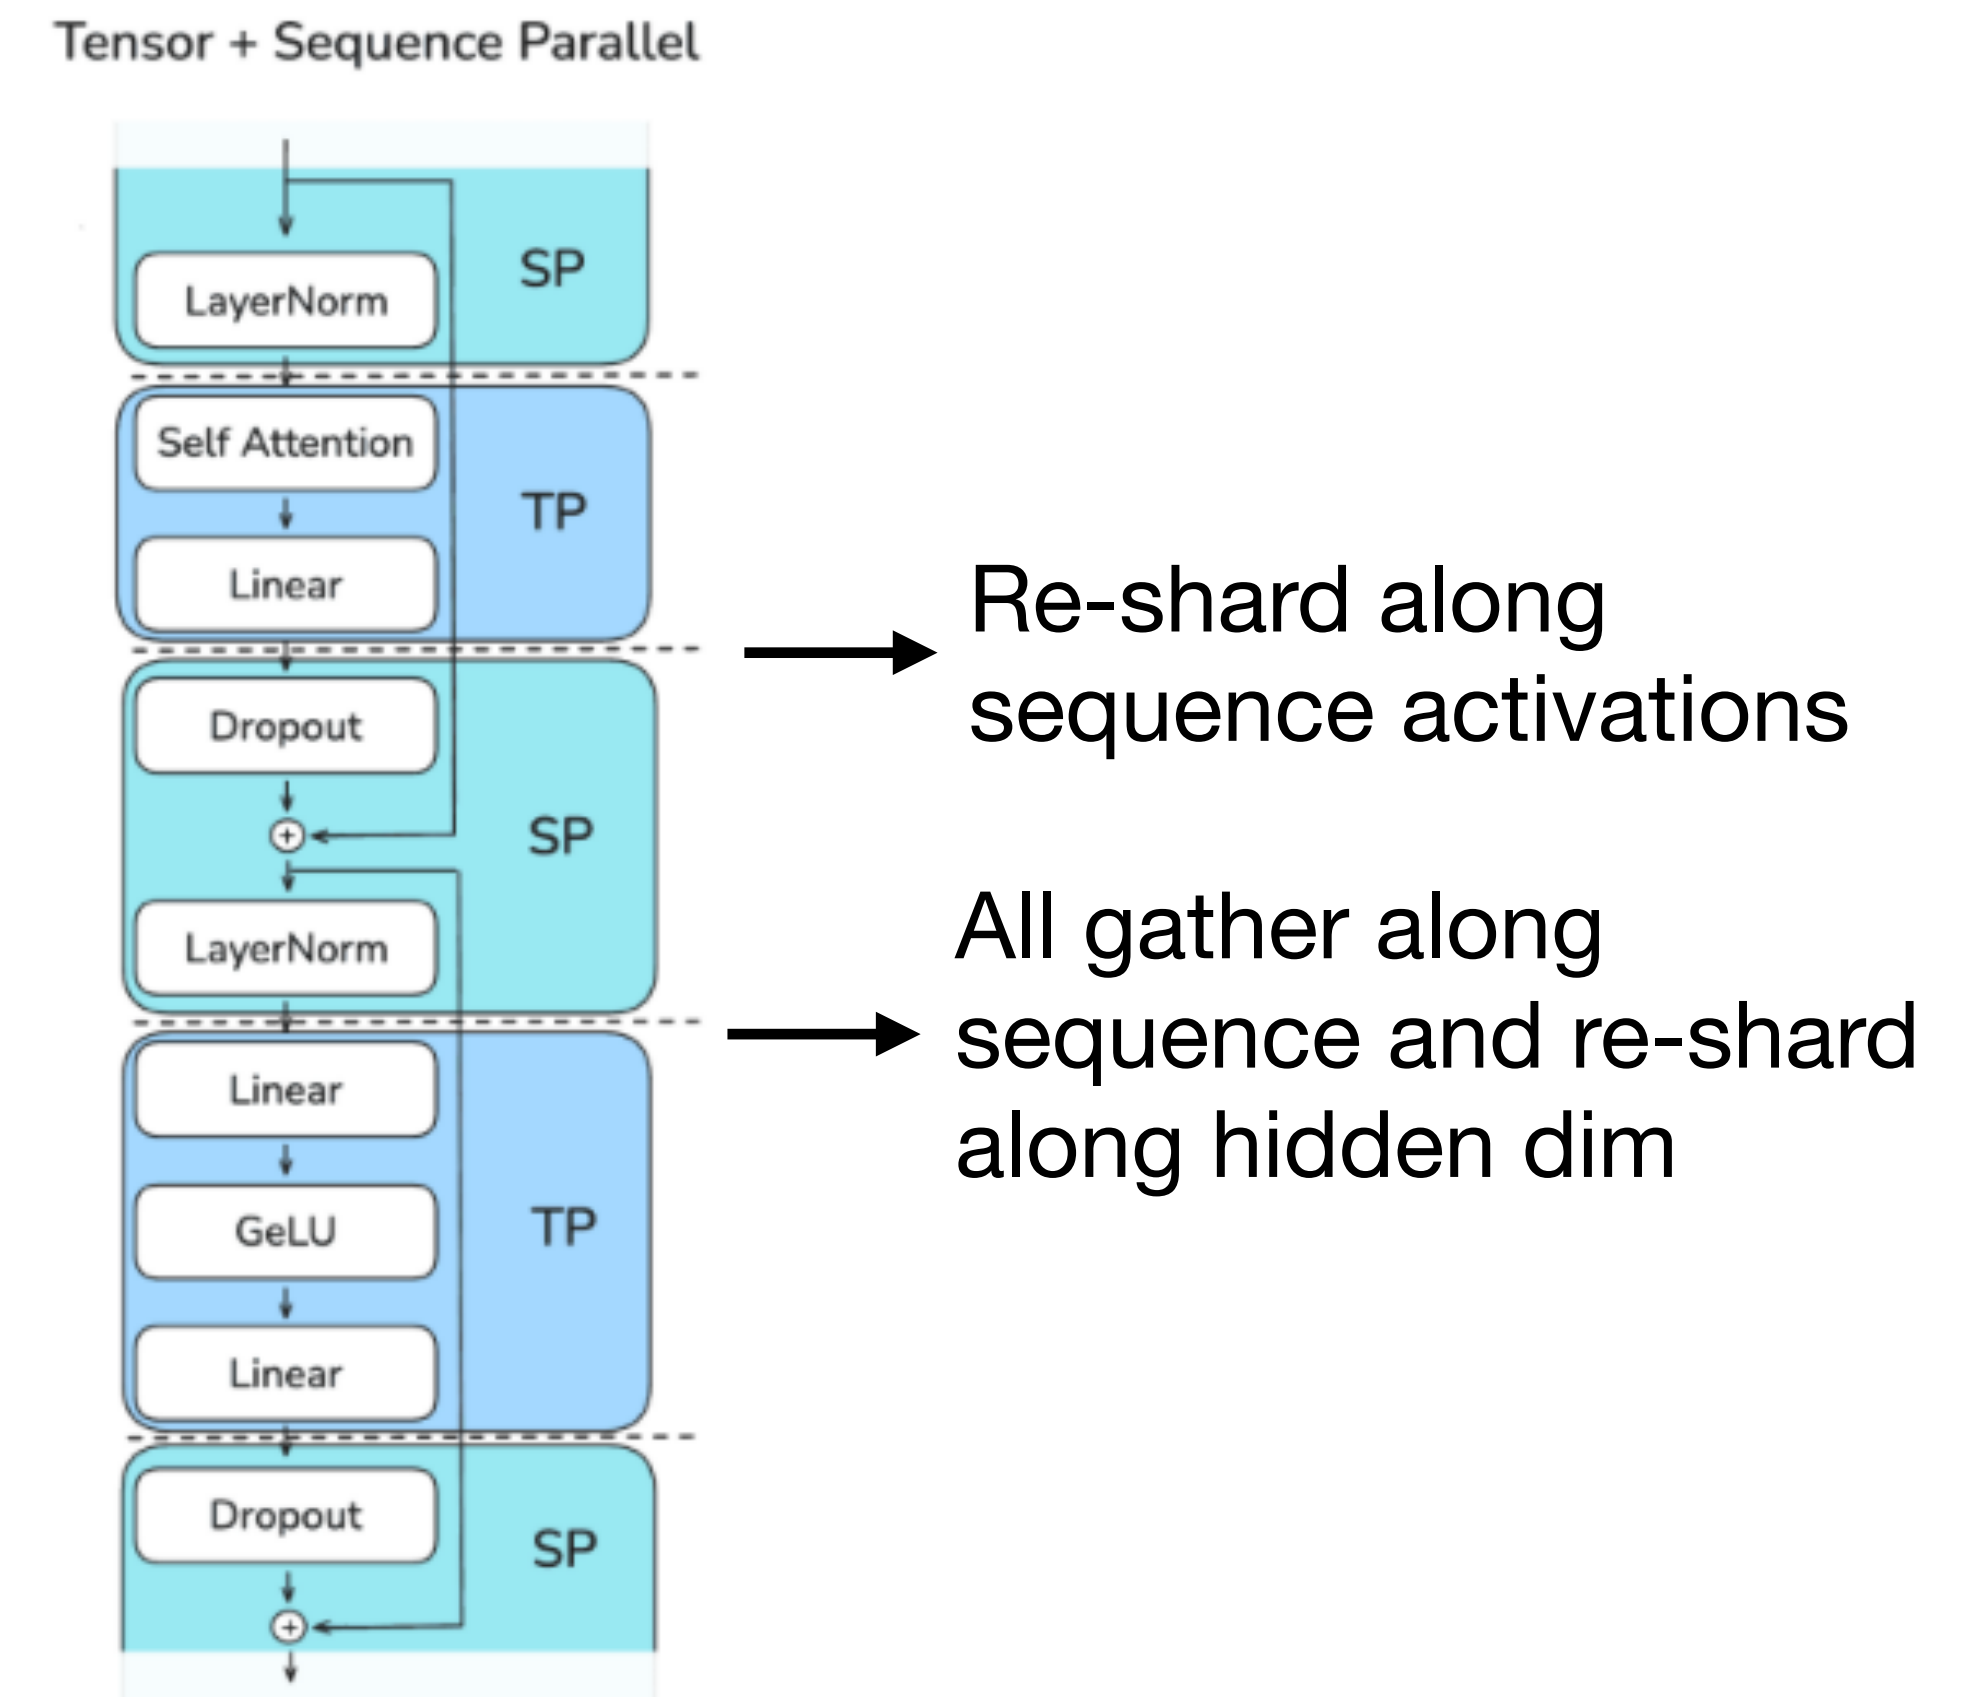 Tensor + Sequence Parallel
SP
LayerNorm
Self Attention
TP
Linear
Re-shard along
sequence activations
Dropout
+
SP
LayerNorm
All gather along
sequence and re-shard
along hidden dim
Linear
GeLU
TP
Linear
Dropout
SP
+